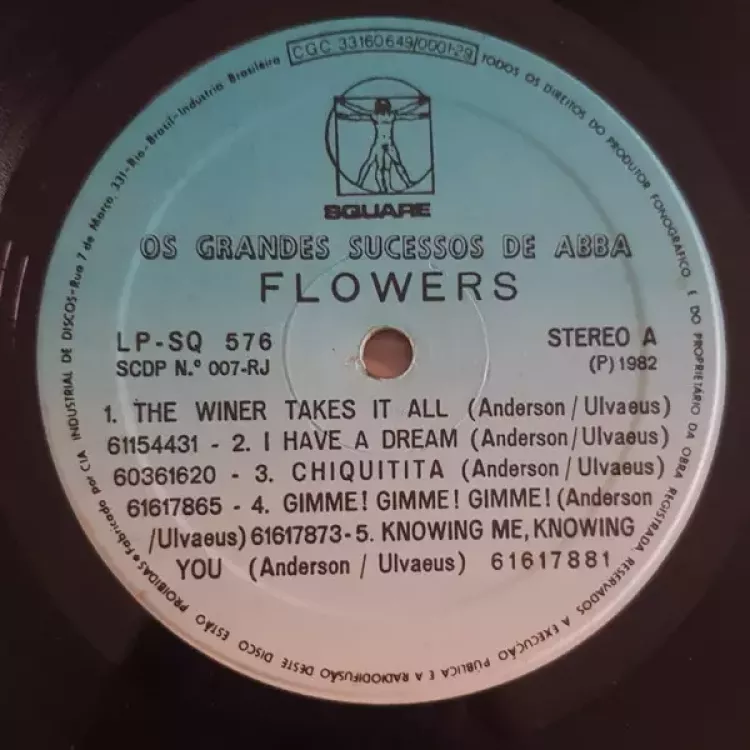 CGC 33160649/0001-29
TODOS OS DIREITOS DO PRODUTOR FONOGRÁFICO E DO PROPRIETÁRIO DA OBRA REGISTRADA, RESERVADOS A EXECUÇÃO PÚBLICA E A RADIODIFUSÃO DESTE DISCO ESTÃO PROIBIDAS • Fabricado por CIA INDUSTRIAL DE DISCOS - Rua 7 de Março, 331 - Rio - Brasil - Industria Brasileira
SQUARE
OS GRANDES SUCESSOS DE ABBA
FLOWERS
LP-SQ 576 STEREO A
SCDP N.º 007-RJ (P) 1982
1. THE WINER TAKES IT ALL (Anderson / Ulvaeus)
61154431 - 2. I HAVE A DREAM (Anderson / Ulvaeus)
60361620 - 3. CHIQUITITA (Anderson / Ulvaeus)
61617865 - 4. GIMME! GIMME! GIMME! (Anderson
/Ulvaeus) 61617873-5. KNOWING ME, KNOWING
YOU (Anderson / Ulvaeus) 61617881